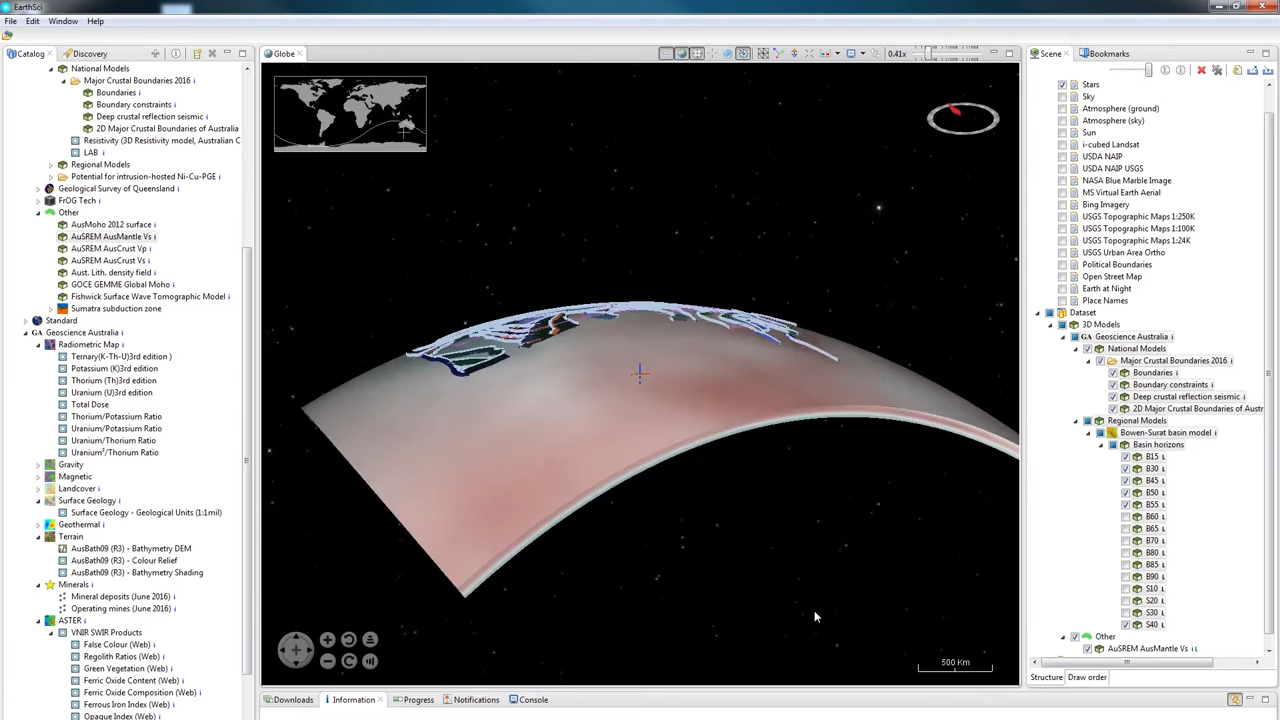 EarthSci
File Edit Window Help
Catalog Discovery
National Models
Major Crustal Boundaries 2016 i
Boundaries i
Boundary constraints i
Deep crustal reflection seismic i
2D Major Crustal Boundaries of Australia
Resistivity (3D Resistivity model, Australian C
LAB i
Regional Models
Potential for intrusion-hosted Ni-Cu-PGE i
Geological Survey of Queensland i
FrOG Tech i
Other
AusMoho 2012 surface i
AuSREM AusMantle Vs i
AuSREM AusCrust Vp i
AuSREM AusCrust Vs i
Aust. Lith. density field i
GOCE GEMME Global Moho i
Fishwick Surface Wave Tomographic Model i
Sumatra subduction zone
Standard
GA Geoscience Australia i
Radiometric Map i
Ternary(K-Th-U)3rd edition )
Potassium (K)3rd edition
Thorium (Th)3rd edition
Uranium (U)3rd edition
Total Dose
Thorium/Potassium Ratio
Uranium/Potassium Ratio
Uranium/Thorium Ratio
Uranium²/Thorium Ratio
Gravity
Magnetic
Landcover i
Surface Geology i
Surface Geology - Geological Units (1:1mil)
Geothermal i
Terrain
AusBath09 (R3) - Bathymetry DEM
AusBath09 (R3) - Colour Relief
AusBath09 (R3) - Bathymetry Shading
Minerals i
Mineral deposits (June 2016) i
Operating mines (June 2016) i
ASTER i
VNIR SWIR Products
False Colour (Web) i
Regolith Ratios (Web) i
Green Vegetation (Web) i
Ferric Oxide Content (Web) i
Ferric Oxide Composition (Web) i
Ferrous Iron Index (Web) i
Opaque Index (Web) i
Globe
0.41x
500 Km
Downloads Information Progress Notifications Console
Scene Bookmarks
Stars
Sky
Atmosphere (ground)
Atmosphere (sky)
Sun
i-cubed Landsat
USDA NAIP
USDA NAIP USGS
NASA Blue Marble Image
MS Virtual Earth Aerial
Bing Imagery
USGS Topographic Maps 1:250K
USGS Topographic Maps 1:100K
USGS Topographic Maps 1:24K
USGS Urban Area Ortho
Political Boundaries
Open Street Map
Earth at Night
Place Names
Dataset
3D Models
GA Geoscience Australia i
National Models
Major Crustal Boundaries 2016 i
Boundaries i
Boundary constraints i
Deep crustal reflection seismic i
2D Major Crustal Boundaries of Austr
Regional Models
Bowen-Surat basin model i
Basin horizons
B15 L
B30 L
B45 L
B50 L
B55 L
B60 L
B65 L
B70 L
B80 L
B85 L
B90 L
S10 L
S20 L
S30 L
S40 L
Other
AuSREM AusMantle Vs i L
Structure Draw order